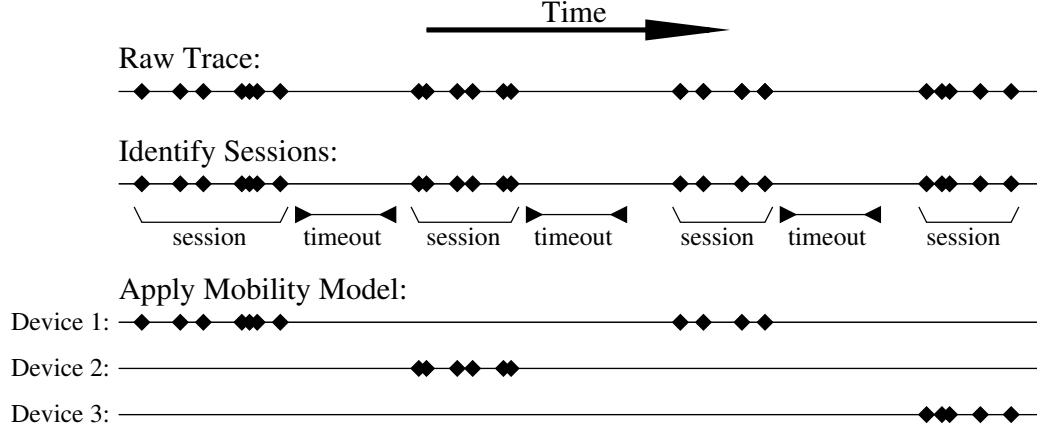 Time
Raw Trace:
Identify Sessions:
session timeout session timeout session timeout session
Apply Mobility Model:
Device 1:
Device 2:
Device 3: